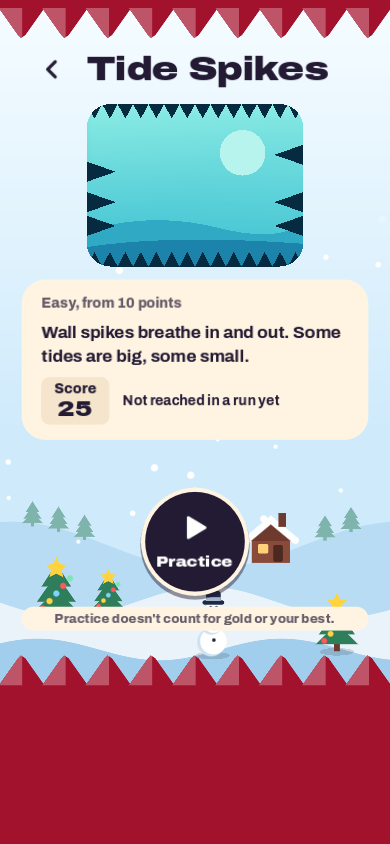 Tide Spikes
Easy, from 10 points
Wall spikes breathe in and out. Some
tides are big, some small.
Score
25
Not reached in a run yet
Practice
Practice doesn't count for gold or your best.